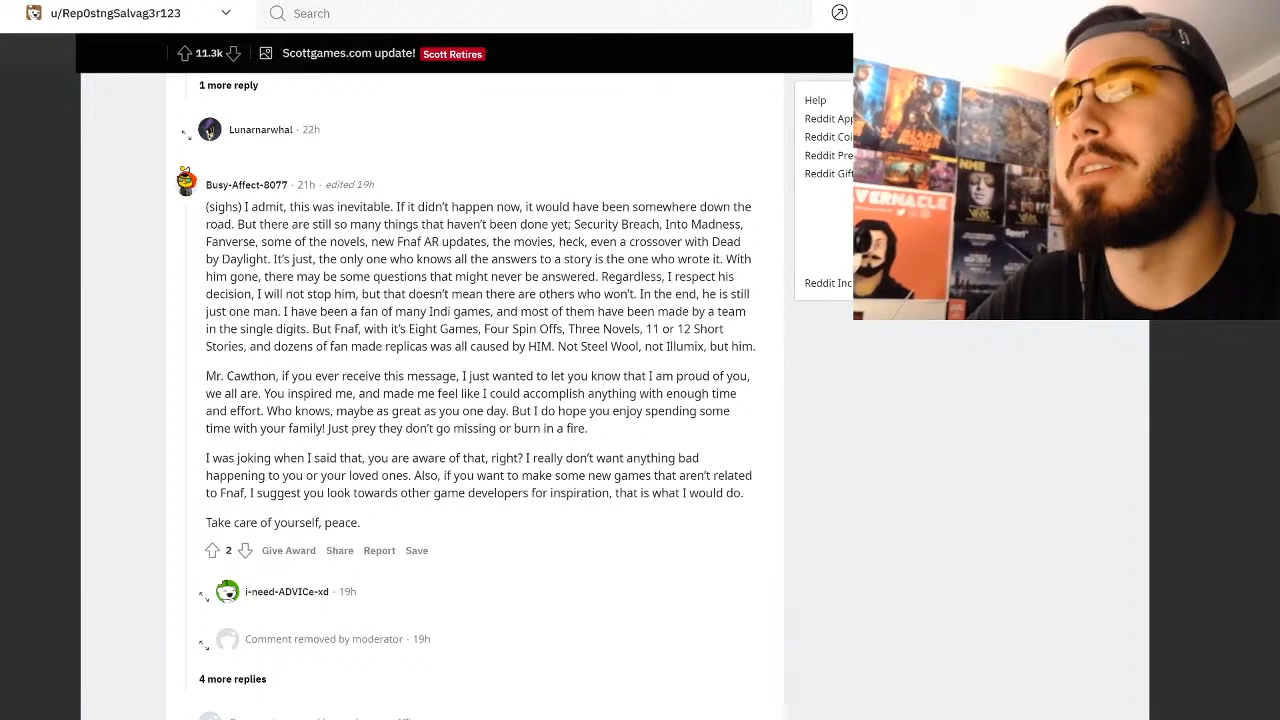 u/Rep0stngSalvag3r123
Search
11.3k
Scottgames.com update! Scott Retires
1 more reply
Help
Reddit App
Reddit Coi
Reddit Pre
Reddit Gif
Lunarnarwhal · 22h
Busy-Affect-8077 · 21h · edited 19h
(sighs) I admit, this was inevitable. If it didn't happen now, it would have been somewhere down the
road. But there are still so many things that haven't been done yet; Security Breach, Into Madness,
Fanverse, some of the novels, new Fnaf AR updates, the movies, heck, even a crossover with Dead
by Daylight. It's just, the only one who knows all the answers to a story is the one who wrote it. With
him gone, there may be some questions that might never be answered. Regardless, I respect his
decision, I will not stop him, but that doesn't mean there are others who won't. In the end, he is still
just one man. I have been a fan of many Indi games, and most of them have been made by a team
in the single digits. But Fnaf, with it's Eight Games, Four Spin Offs, Three Novels, 11 or 12 Short
Stories, and dozens of fan made replicas was all caused by HIM. Not Steel Wool, not Illumix, but him.
Reddit Inc
Mr. Cawthon, if you ever receive this message, I just wanted to let you know that I am proud of you,
we all are. You inspired me, and made me feel like I could accomplish anything with enough time
and effort. Who knows, maybe as great as you one day. But I do hope you enjoy spending some
time with your family! Just prey they don't go missing or burn in a fire.
I was joking when I said that, you are aware of that, right? I really don't want anything bad
happening to you or your loved ones. Also, if you want to make some new games that aren't related
to Fnaf, I suggest you look towards other game developers for inspiration, that is what I would do.
Take care of yourself, peace.
2 Give Award Share Report Save
i-need-ADVICe-xd · 19h
Comment removed by moderator · 19h
4 more replies
BLADE
NME
VINYL
Sport
VERNACLE